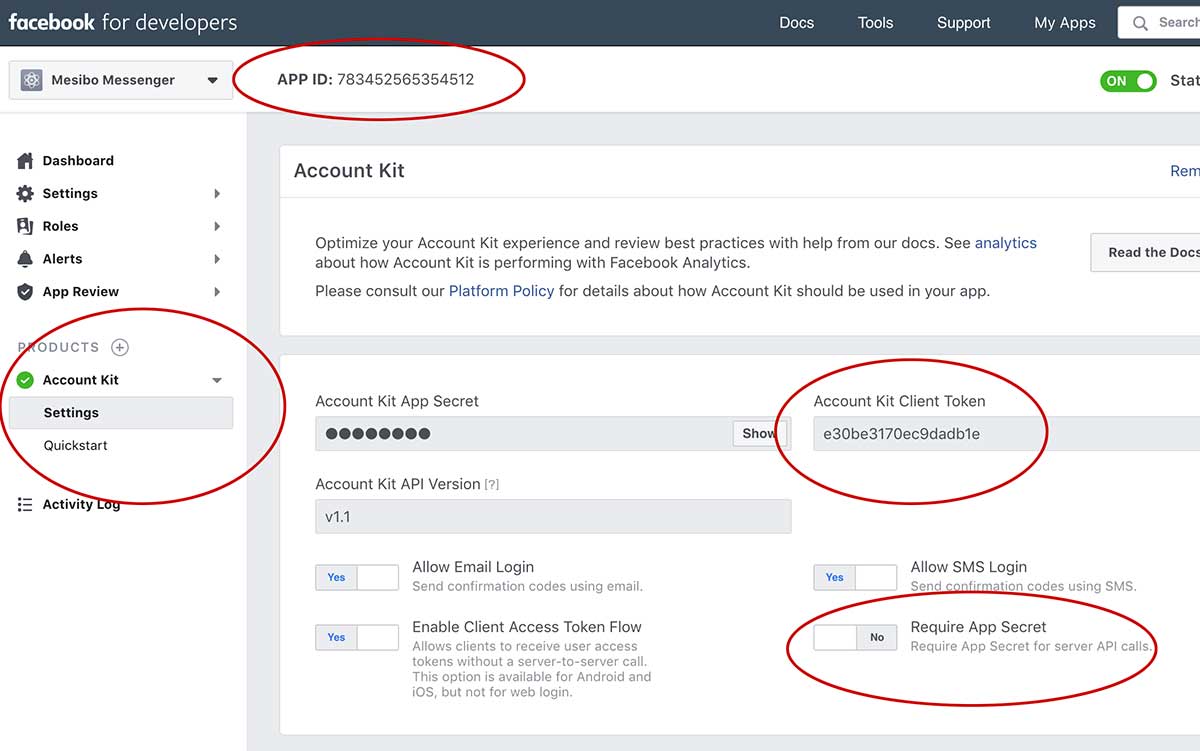 facebook for developers
Docs
Tools
Support
My Apps
Search
Mesibo Messenger
APP ID: 783452565354512
ON
Stat
Dashboard
Settings
Roles
Alerts
App Review
PRODUCTS
Account Kit
Settings
Quickstart
Activity Log
Account Kit
Rem
Optimize your Account Kit experience and review best practices with help from our docs. See analytics
about how Account Kit is performing with Facebook Analytics.
Please consult our Platform Policy for details about how Account Kit should be used in your app.
Read the Docs
Account Kit App Secret
Show
Account Kit Client Token
e30be3170ec9dadb1e
Account Kit API Version [?]
v1.1
Yes
Allow Email Login
Send confirmation codes using email.
Yes
Allow SMS Login
Send confirmation codes using SMS.
Yes
Enable Client Access Token Flow
Allows clients to receive user access
tokens without a server-to-server call.
This option is available for Android and
iOS, but not for web login.
No
Require App Secret
Require App Secret for server API calls.